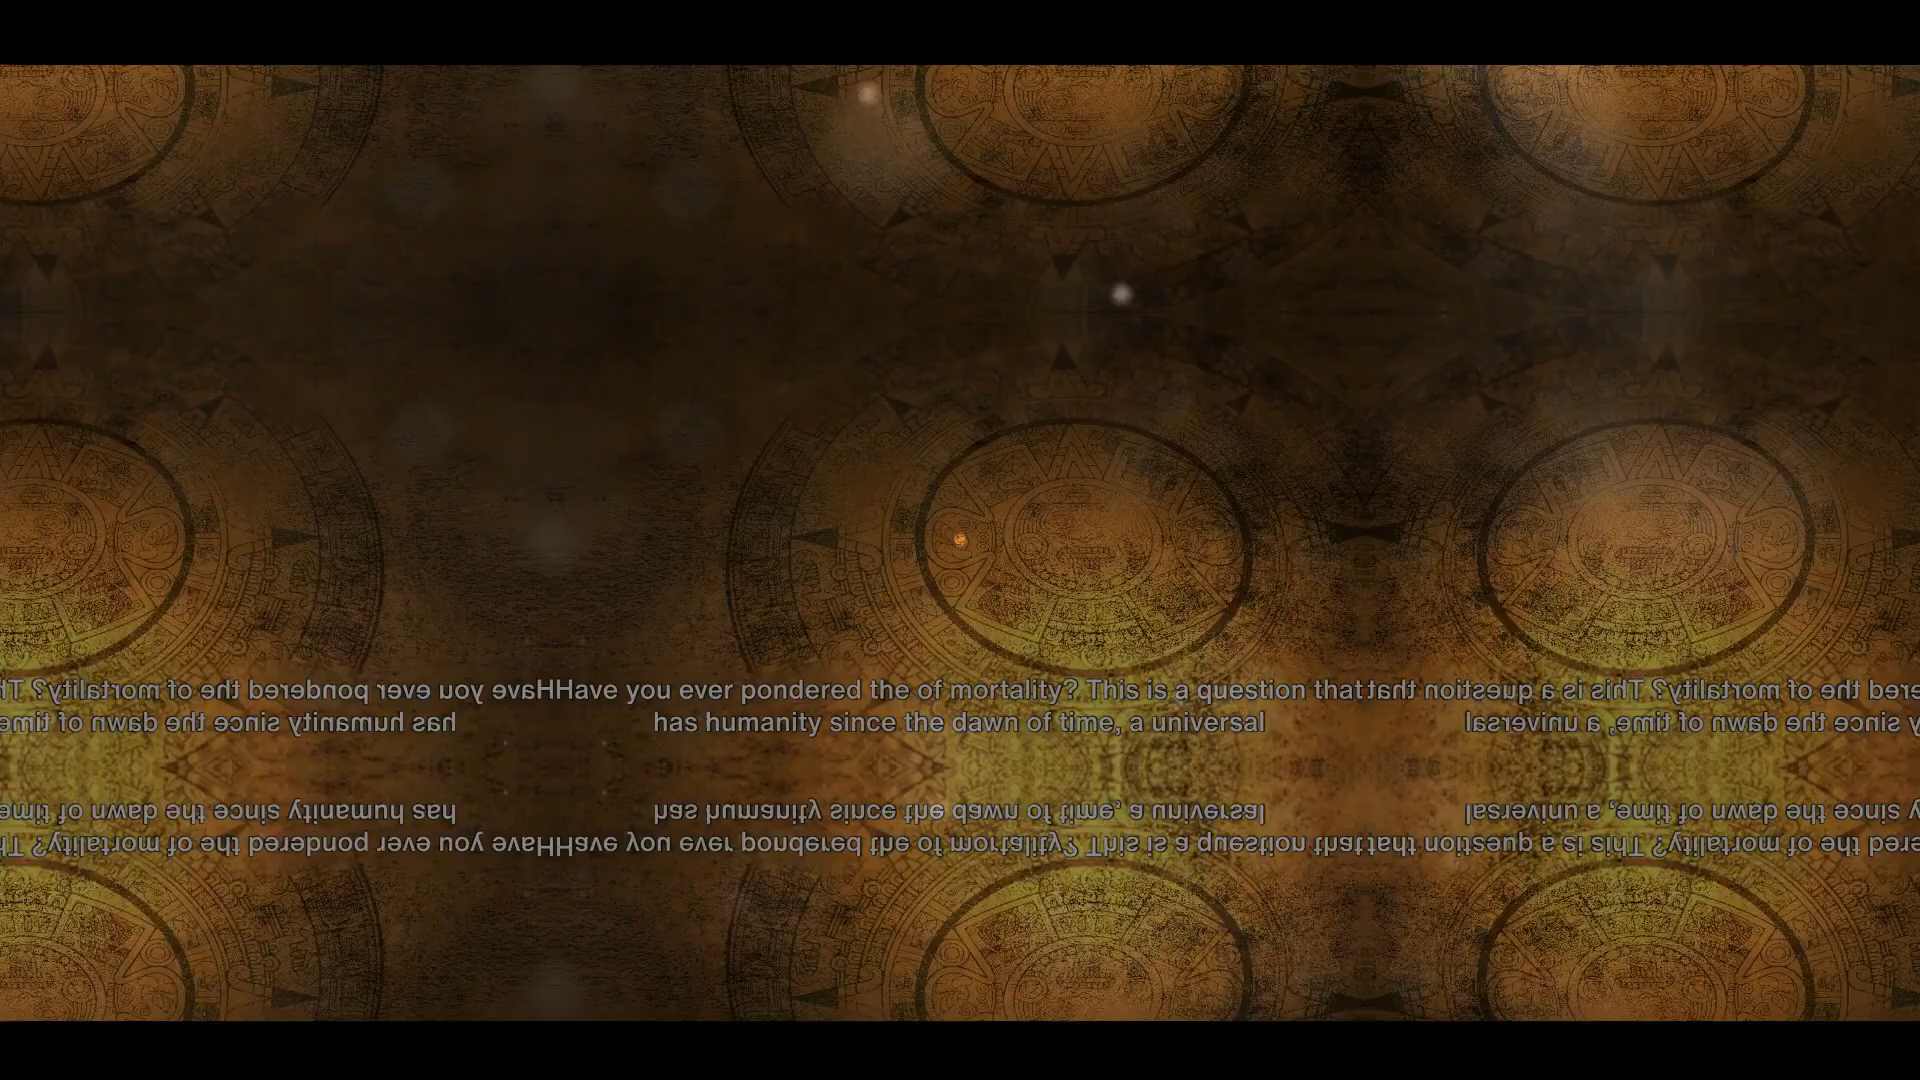 Have you ever pondered the of mortality? This is a question that
has humanity since the dawn of time, a universal